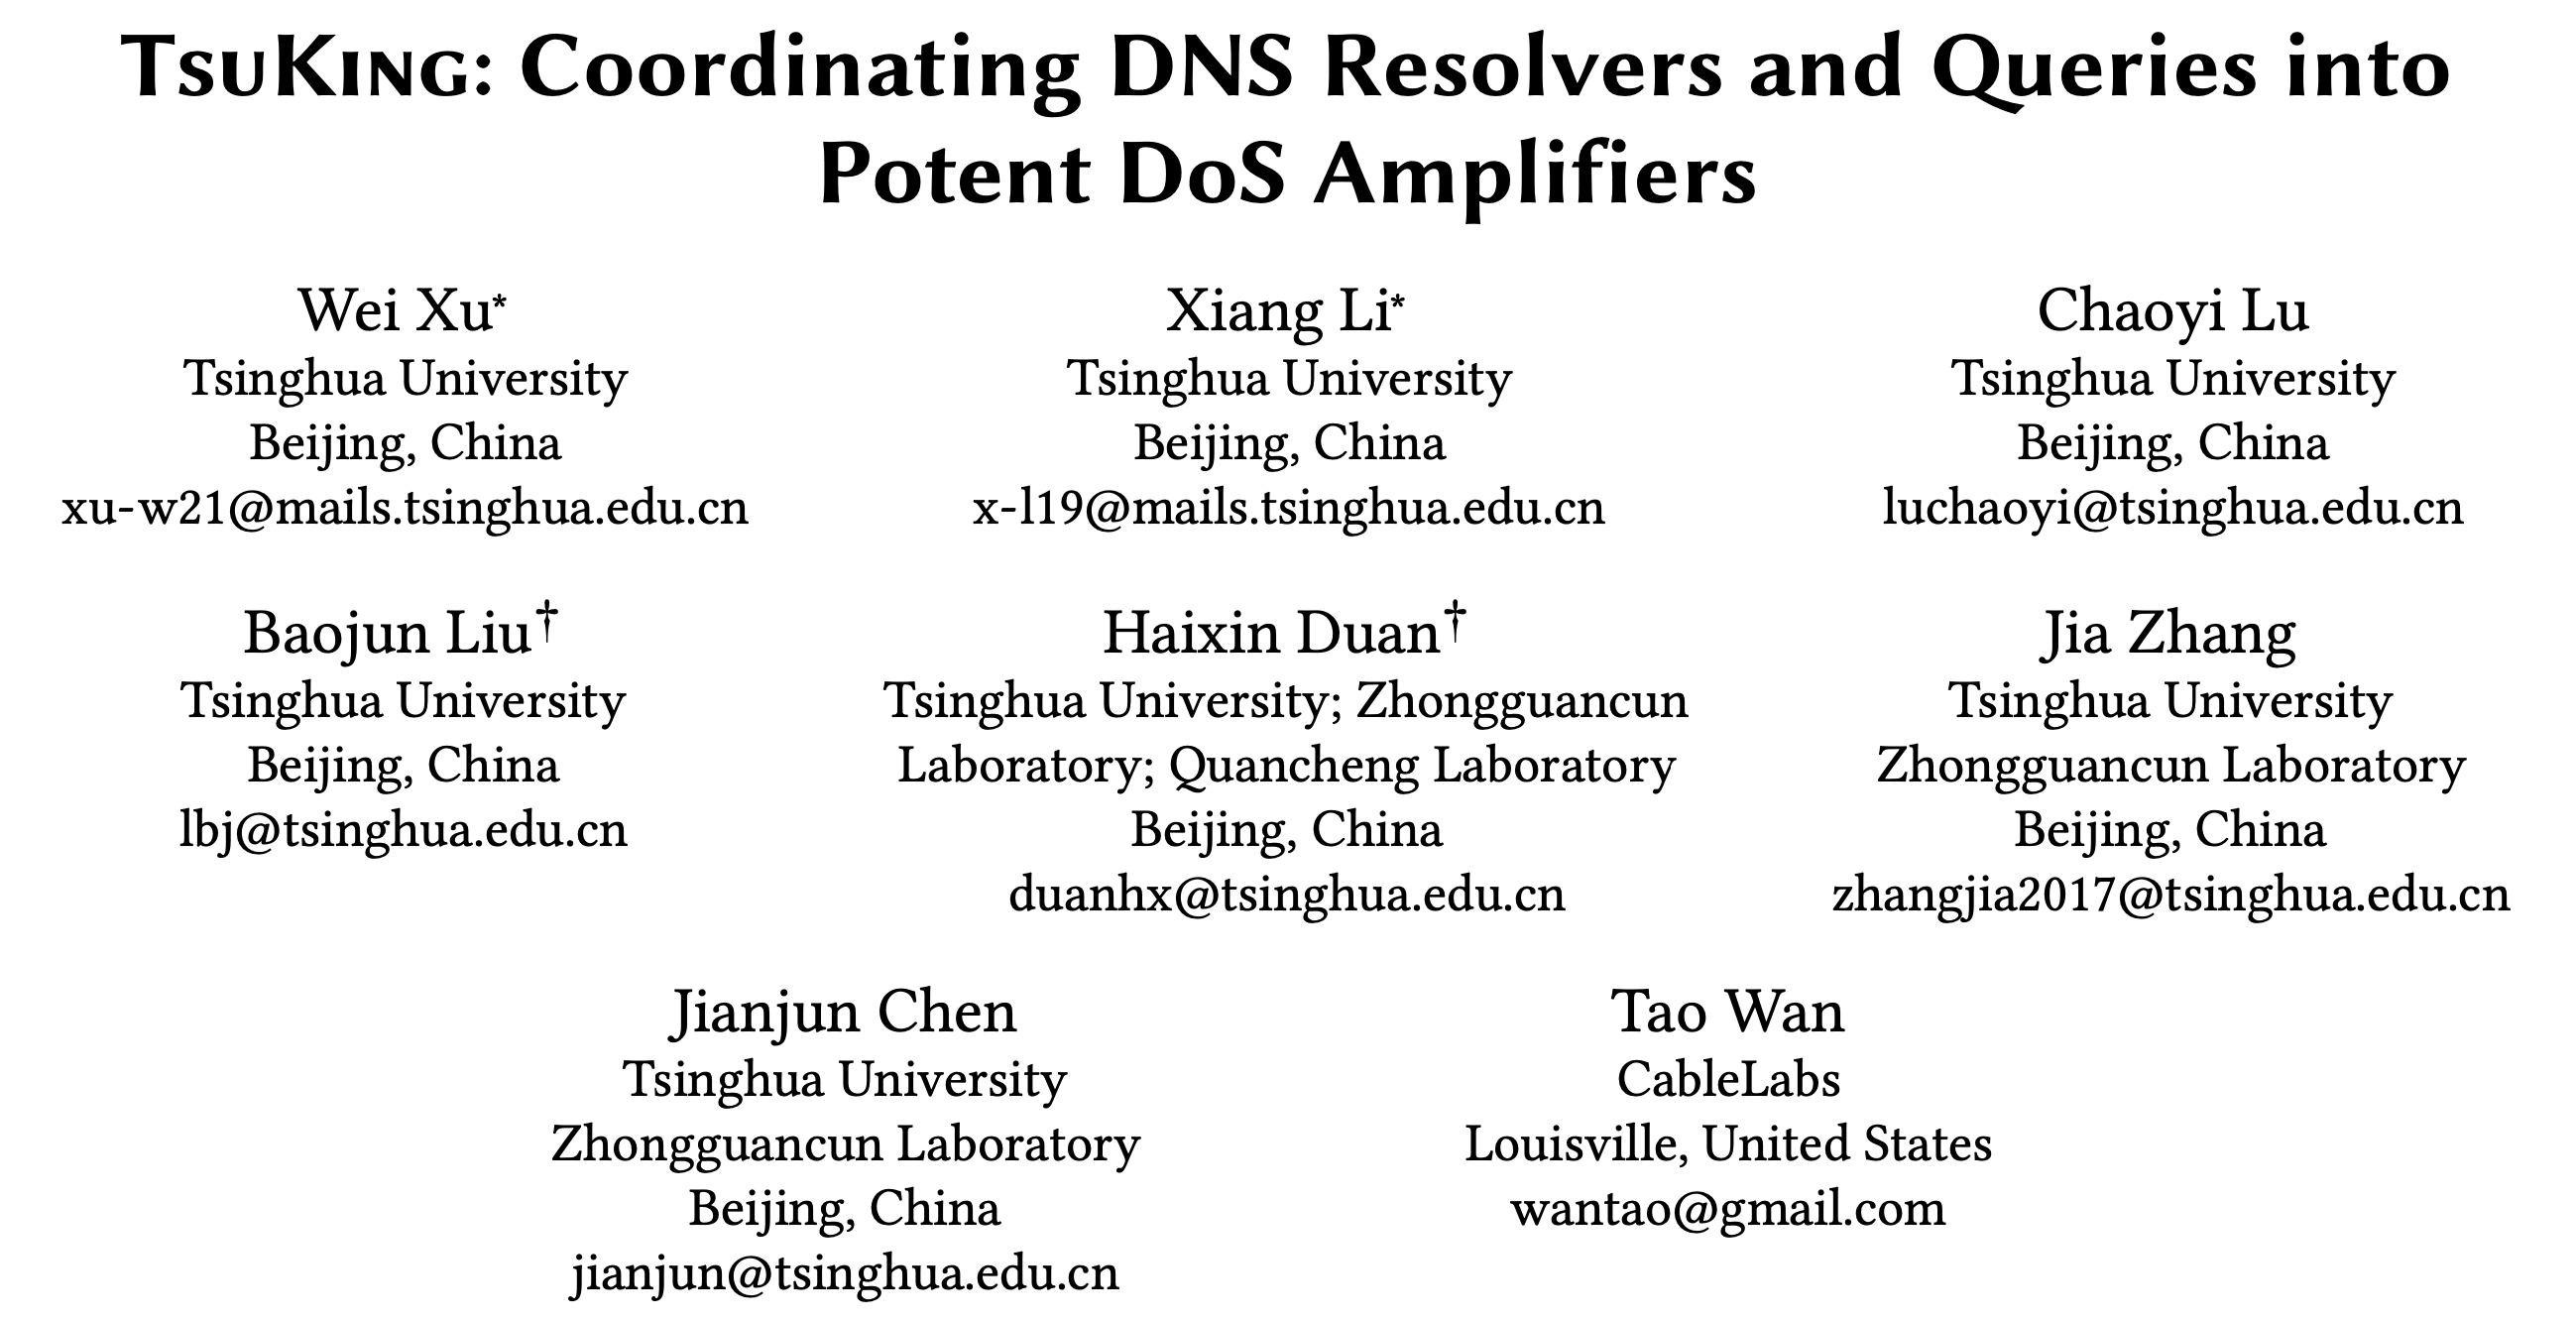 TsuKing: Coordinating DNS Resolvers and Queries into
Potent DoS Amplifiers
Wei Xu*
Tsinghua University
Beijing, China
xu-w21@mails.tsinghua.edu.cn
Xiang Li*
Tsinghua University
Beijing, China
x-l19@mails.tsinghua.edu.cn
Chaoyi Lu
Tsinghua University
Beijing, China
luchaoyi@tsinghua.edu.cn
Baojun Liu†
Tsinghua University
Beijing, China
lbj@tsinghua.edu.cn
Haixin Duan†
Tsinghua University; Zhongguancun
Laboratory; Quancheng Laboratory
Beijing, China
duanhx@tsinghua.edu.cn
Jia Zhang
Tsinghua University
Zhongguancun Laboratory
Beijing, China
zhangjia2017@tsinghua.edu.cn
Jianjun Chen
Tsinghua University
Zhongguancun Laboratory
Beijing, China
jianjun@tsinghua.edu.cn
Tao Wan
CableLabs
Louisville, United States
wantao@gmail.com